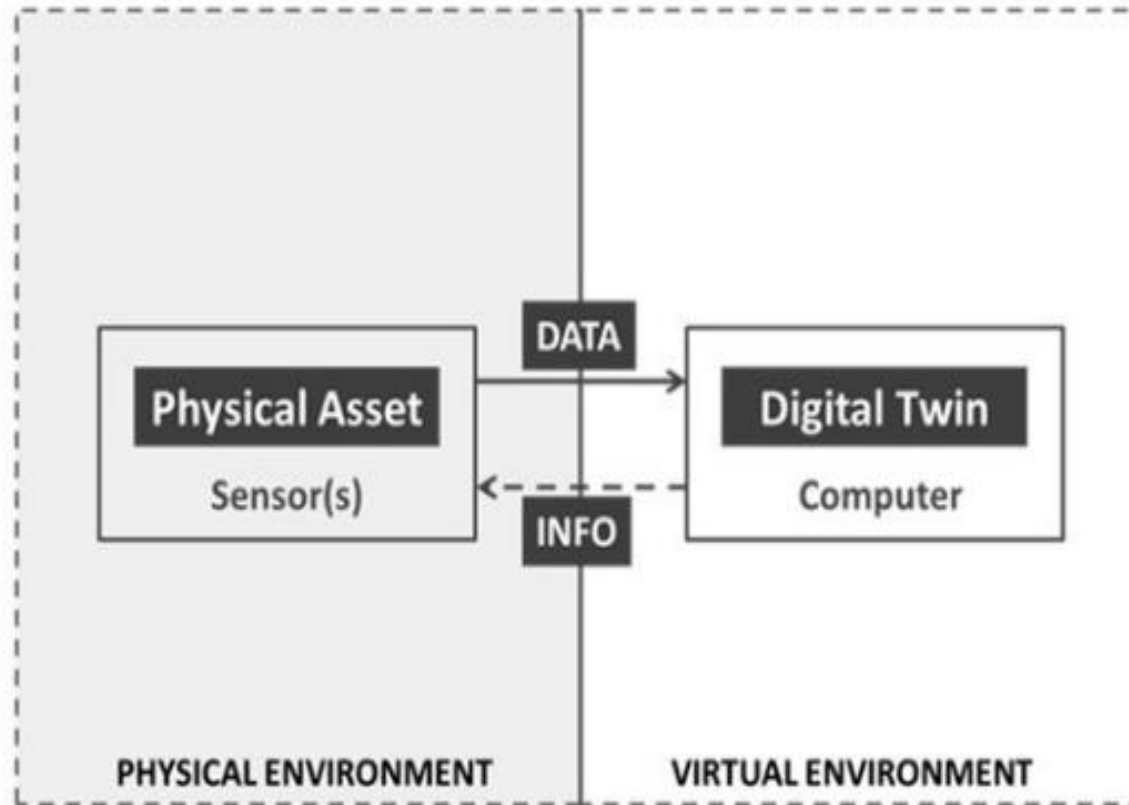 DATA
Physical Asset
Digital Twin
Sensor(s)
Computer
INFO
PHYSICAL ENVIRONMENT
VIRTUAL ENVIRONMENT